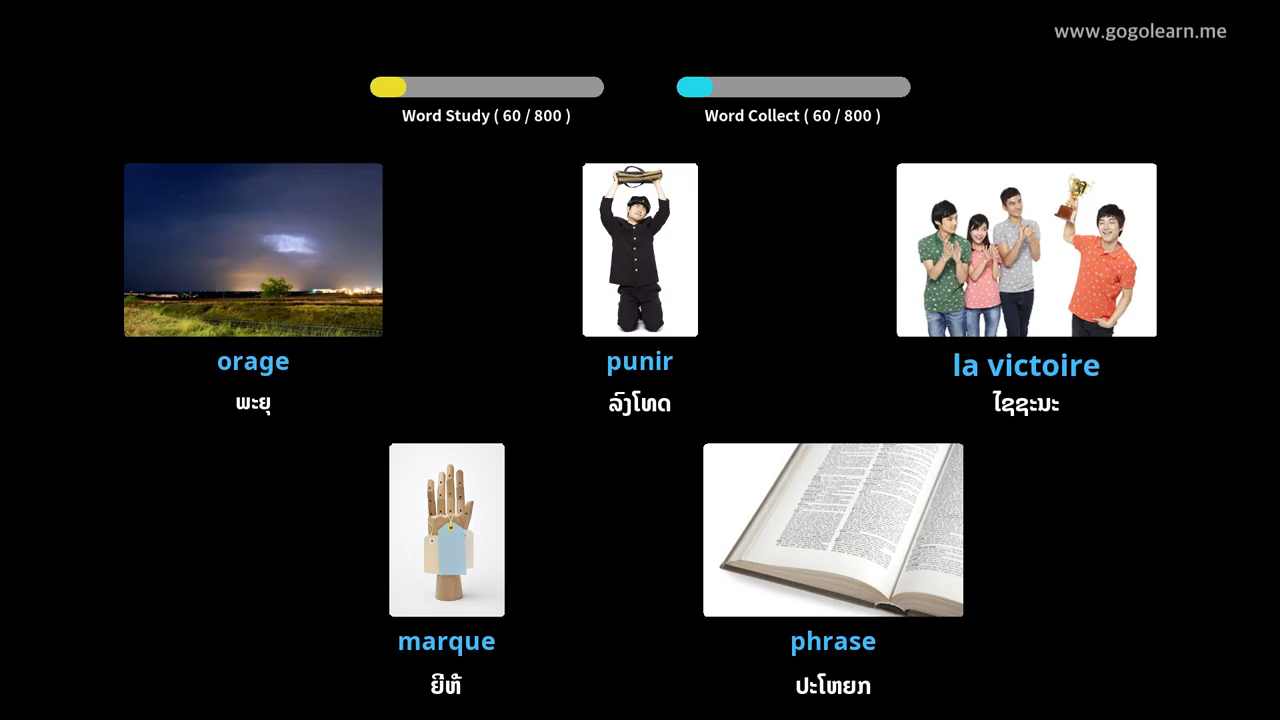 www.gogolearn.me
Word Study ( 60 / 800 )
Word Collect ( 60 / 800 )
orage
punir
la victoire
ພະຍຸ
ລົງໂທດ
ໄຊຊະນະ
marque
phrase
ຍີ່ຫໍ້
ປະໂຫຍກ